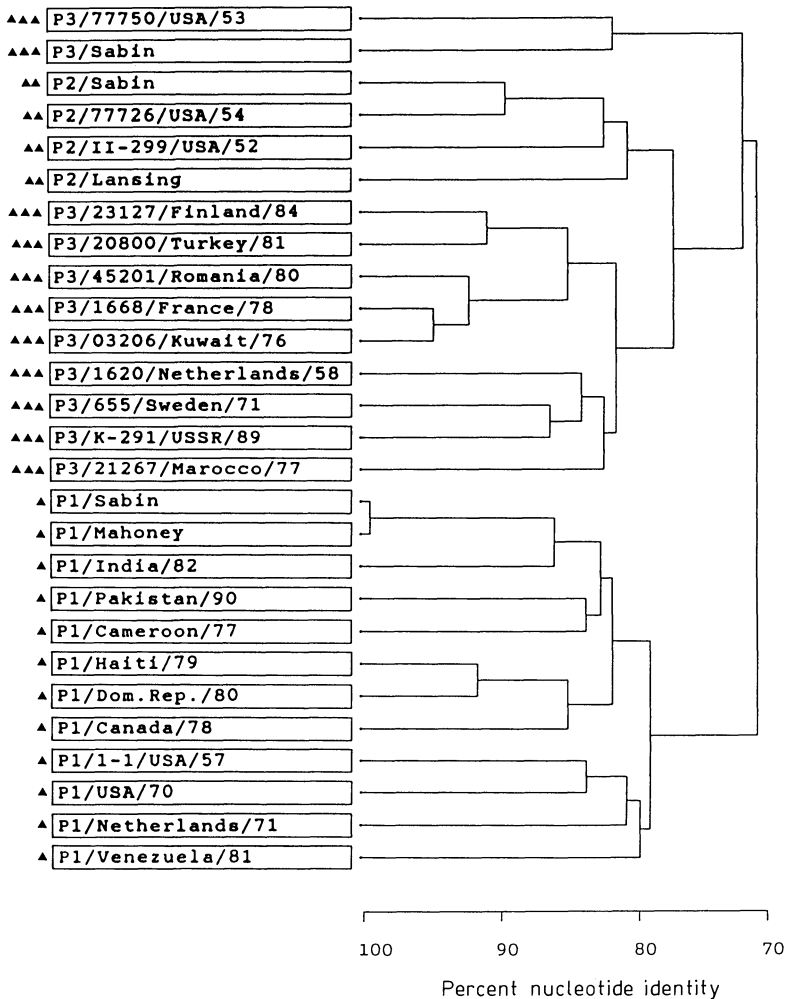 ▲▲▲ P3/77750/USA/53
▲▲▲ P3/Sabin
▲▲ P2/Sabin
▲▲ P2/77726/USA/54
▲▲ P2/II-299/USA/52
▲▲ P2/Lansing
▲▲▲ P3/23127/Finland/84
▲▲▲ P3/20800/Turkey/81
▲▲▲ P3/45201/Romania/80
▲▲▲ P3/1668/France/78
▲▲▲ P3/03206/Kuwait/76
▲▲▲ P3/1620/Netherlands/58
▲▲▲ P3/655/Sweden/71
▲▲▲ P3/K-291/USSR/89
▲▲▲ P3/21267/Marocco/77
▲ P1/Sabin
▲ P1/Mahoney
▲ P1/India/82
▲ P1/Pakistan/90
▲ P1/Cameroon/77
▲ P1/Haiti/79
▲ P1/Dom.Rep./80
▲ P1/Canada/78
▲ P1/1-1/USA/57
▲ P1/USA/70
▲ P1/Netherlands/71
▲ P1/Venezuela/81
100 90 80 70
Percent nucleotide identity